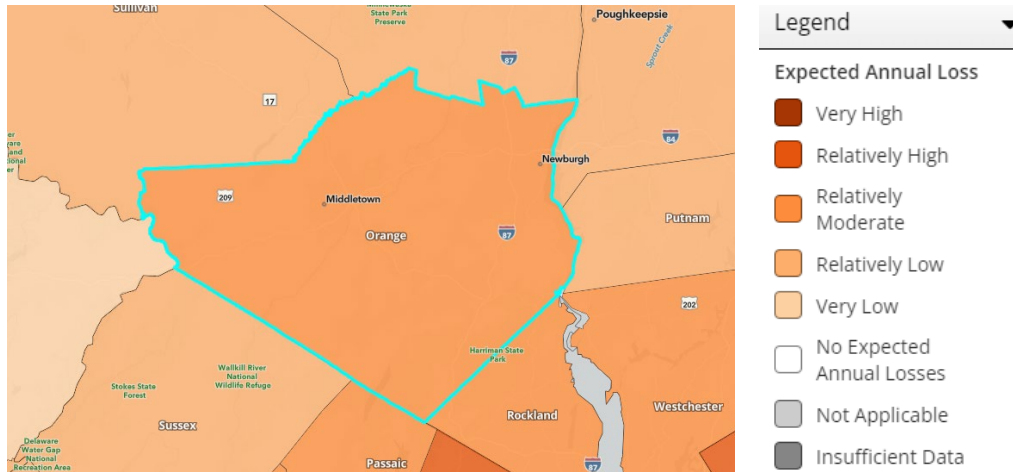 Sullivan
State Park
Preserve
Poughkeepsie
Sprout Creek
87
17
84
Newburgh
209
Middletown
Putnam
Orange
87
202
Harriman State
Park
Wallkill River
National
Wildlife Refuge
Stokes State
Forest
Westchester
Rockland
Sussex
Delaware
Water Gap
National
Recreation Area
Passaic
87
Legend
Expected Annual Loss
Very High
Relatively High
Relatively
Moderate
Relatively Low
Very Low
No Expected
Annual Losses
Not Applicable
Insufficient Data